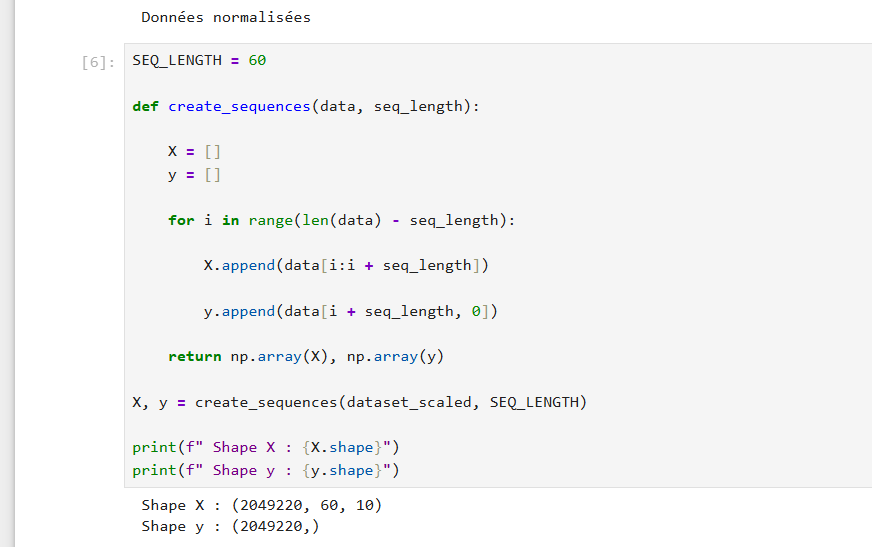 Données normalisées
[6]:
SEQ_LENGTH = 60
def create_sequences(data, seq_length):
    X = []
    y = []
    for i in range(len(data) - seq_length):
        X.append(data[i:i + seq_length])
        y.append(data[i + seq_length, 0])
    return np.array(X), np.array(y)
X, y = create_sequences(dataset_scaled, SEQ_LENGTH)
print(f" Shape X : {X.shape}")
print(f" Shape y : {y.shape}")
Shape X : (2049220, 60, 10)
Shape y : (2049220,)